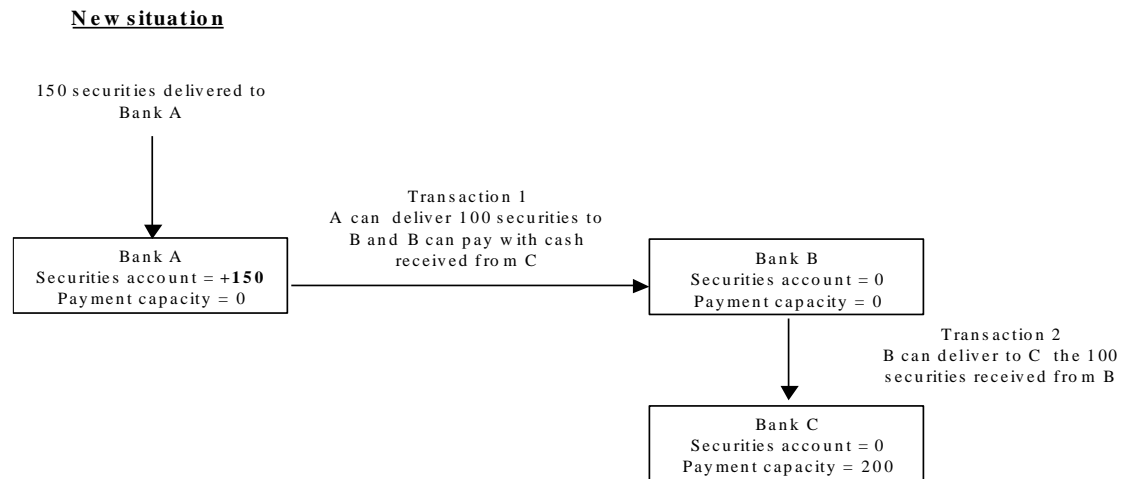 New situation
150 securities delivered to
Bank A
Transaction 1
A can deliver 100 securities to
B and B can pay with cash
received from C
Bank A
Securities account = +150
Payment capacity = 0
Bank B
Securities account = 0
Payment capacity = 0
Transaction 2
B can deliver to C the 100
securities received from B
Bank C
Securities account = 0
Payment capacity = 200